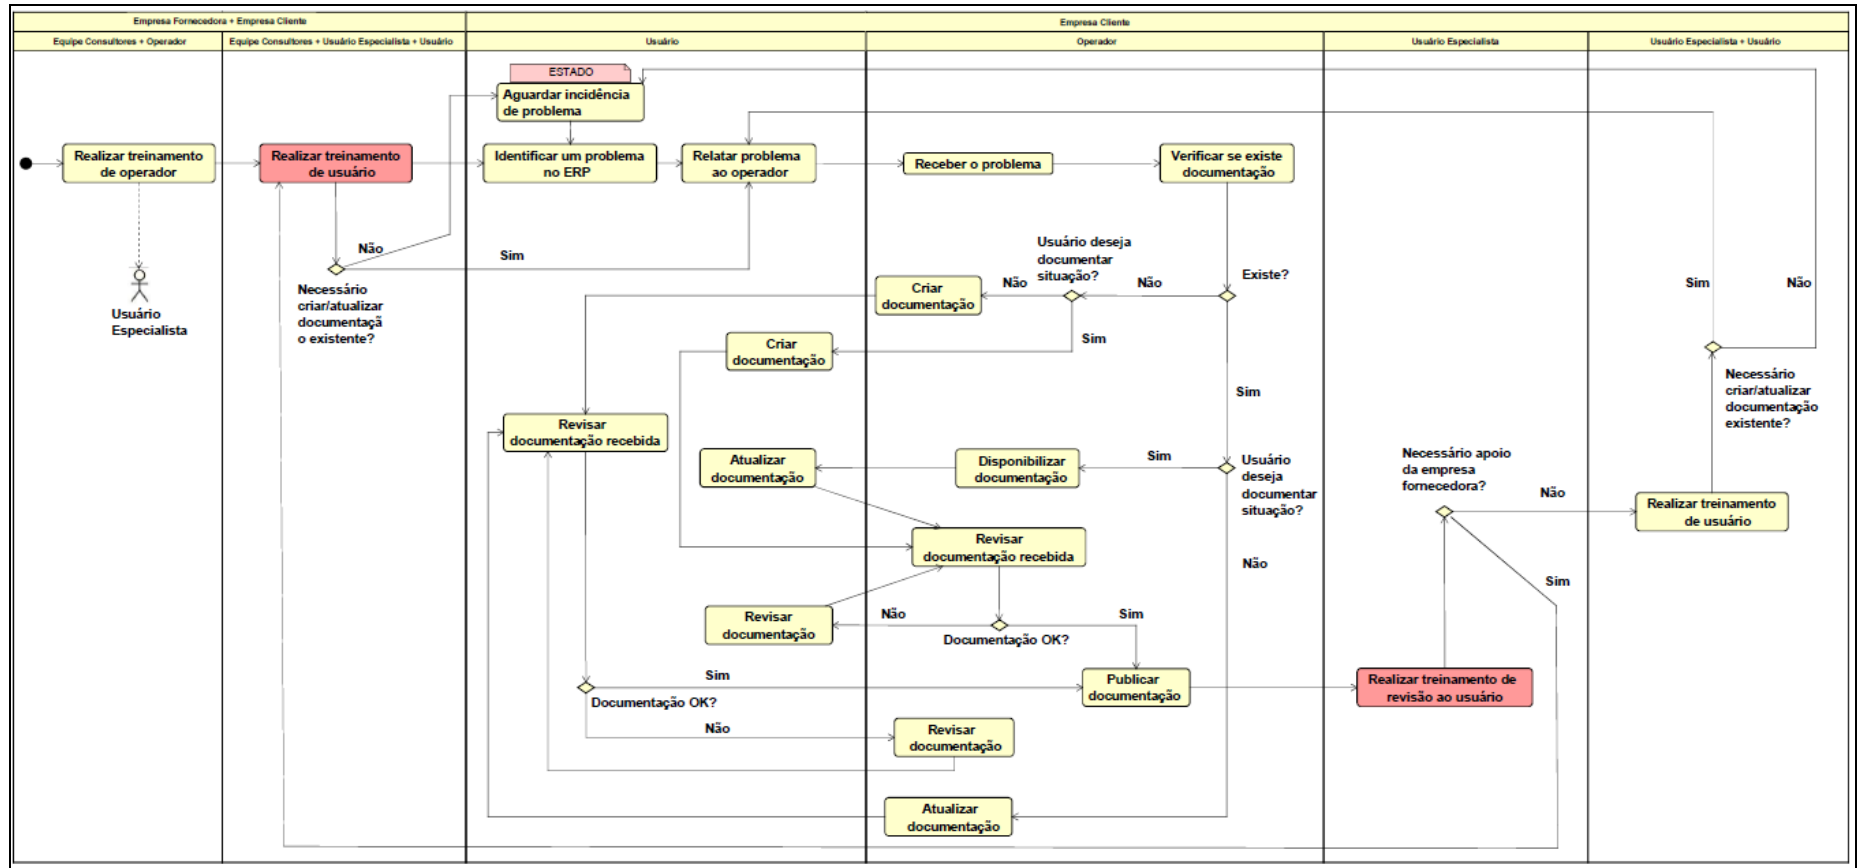 Empresa Fornecedora + Empresa Cliente
Empresa Cliente
Equipe Consultores + Operador
Equipe Consultores + Usuário Especialista + Usuário
Usuário
Operador
Usuário Especialista
Usuário Especialista + Usuário
ESTADO
Aguardar incidência
de problema
Realizar treinamento
de operador
Realizar treinamento
de usuário
Identificar um problema
no ERP
Relatar problema
ao operador
Receber o problema
Verificar se existe
documentação
Não
Sim
Necessário
criar/atualizar
documentaçã
o existente?
Usuário
Especialista
Usuário deseja
documentar
situação?
Não
Não
Existe?
Criar
documentação
Sim
Criar
documentação
Sim
Sim
Não
Necessário
criar/atualizar
documentação
existente?
Revisar
documentação recebida
Atualizar
documentação
Disponibilizar
documentação
Sim
Usuário
deseja
documentar
situação?
Necessário apoio
da empresa
fornecedora?
Não
Realizar treinamento
de usuário
Revisar
documentação recebida
Não
Sim
Revisar
documentação
Não
Sim
Documentação OK?
Sim
Documentação OK?
Publicar
documentação
Realizar treinamento de
revisão ao usuário
Não
Revisar
documentação
Atualizar
documentação